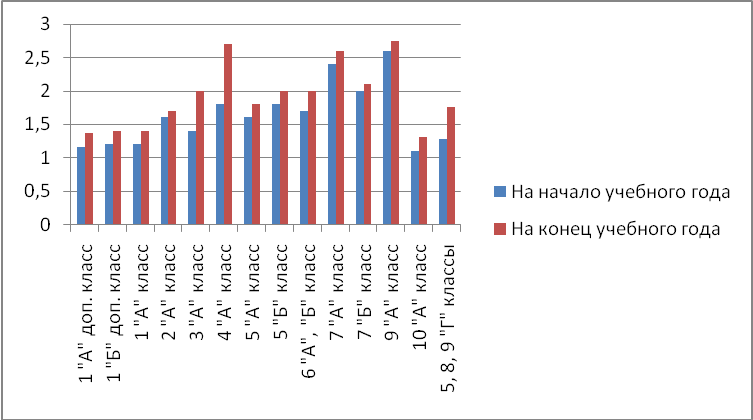 3
2,5
2
1,5
1
0,5
0
1 "А" доп. класс
1 "Б" доп. класс
1 "А" класс
2 "А" класс
3 "А" класс
4 "А" класс
5 "А" класс
5 "Б" класс
6 "А", "Б" класс
7 "А" класс
7 "Б" класс
9 "А" класс
10 "А" класс
5, 8, 9 "Г" классы
На начало учебного года
На конец учебного года